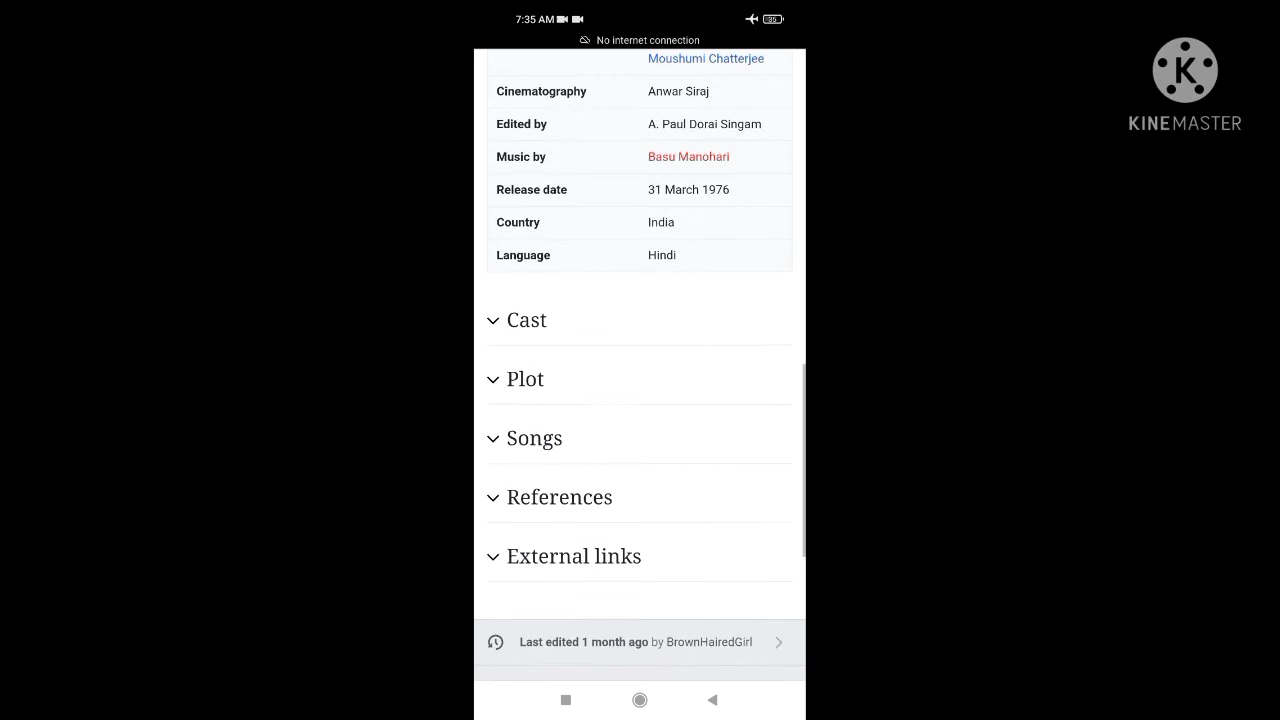 7:35 AM
35
No internet connection
K
KINEMASTER
Moushumi Chatterjee
Cinematography Anwar Siraj
Edited by A. Paul Dorai Singam
Music by Basu Manohari
Release date 31 March 1976
Country India
Language Hindi
Cast
Plot
Songs
References
External links
Last edited 1 month ago by BrownHairedGirl